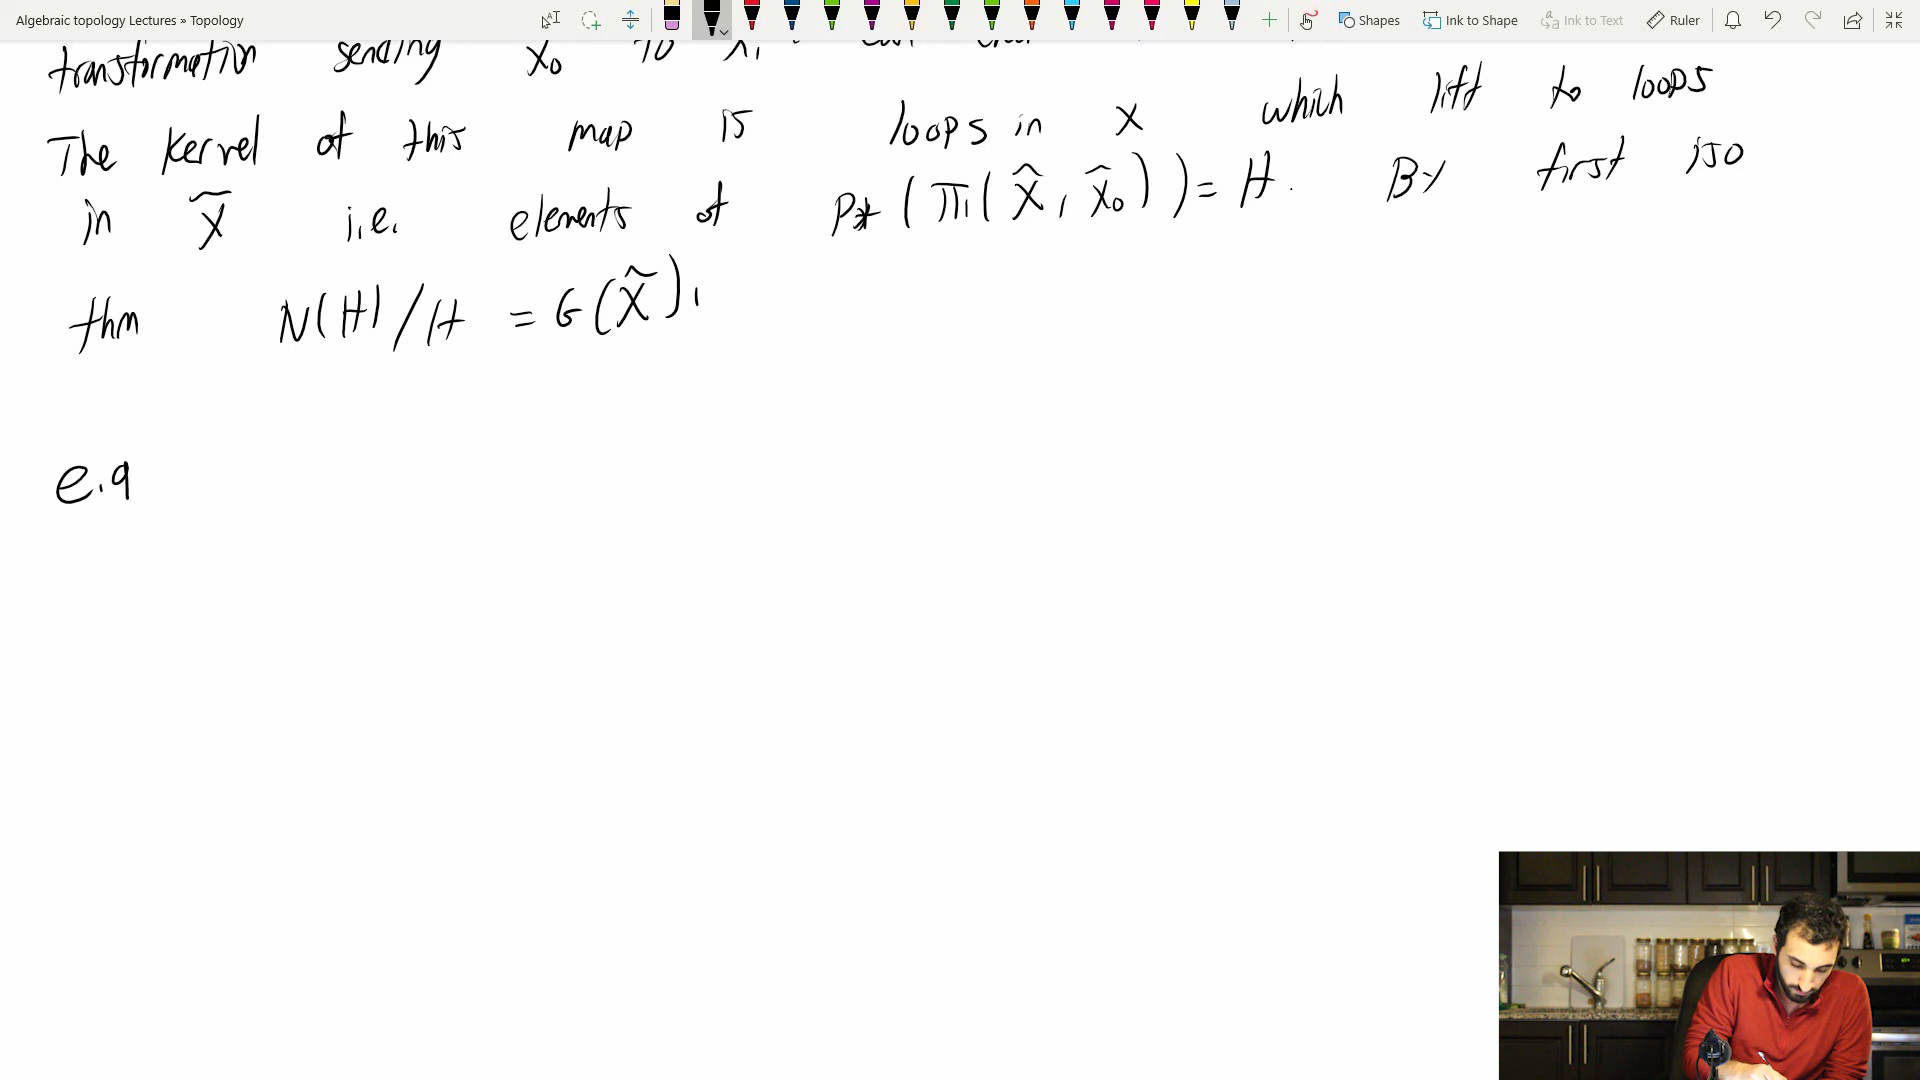 Algebraic topology Lectures » Topology
Shapes
Ink to Shape
Ink to Text
Ruler
transformation sending x₀ to x₁
The kernel of this map is loops in X which lift to loops
in X̃ i.e. elements of p⁎(π₁(X̃, x̃₀)) = H. By first iso
thm N(H)/H = G(X̃).
e.g